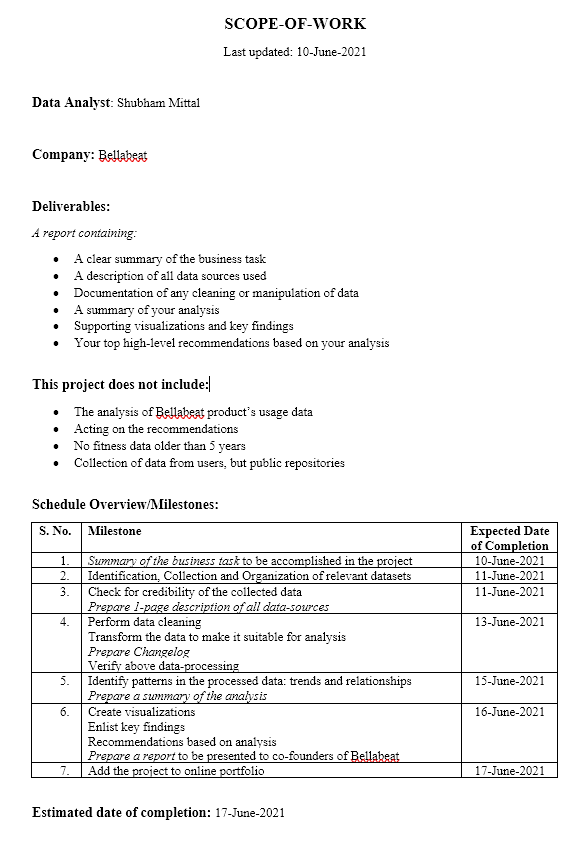 SCOPE-OF-WORK
Last updated: 10-June-2021
Data Analyst: Shubham Mittal
Company: Bellabeat
Deliverables:
A report containing:
• A clear summary of the business task
• A description of all data sources used
• Documentation of any cleaning or manipulation of data
• A summary of your analysis
• Supporting visualizations and key findings
• Your top high-level recommendations based on your analysis
This project does not include:
• The analysis of Bellabeat product's usage data
• Acting on the recommendations
• No fitness data older than 5 years
• Collection of data from users, but public repositories
Schedule Overview/Milestones:
S. No. Milestone Expected Date
of Completion
1. Summary of the business task to be accomplished in the project 10-June-2021
2. Identification, Collection and Organization of relevant datasets 11-June-2021
3. Check for credibility of the collected data 11-June-2021
Prepare 1-page description of all data-sources
4. Perform data cleaning 13-June-2021
Transform the data to make it suitable for analysis
Prepare Changelog
Verify above data-processing
5. Identify patterns in the processed data: trends and relationships 15-June-2021
Prepare a summary of the analysis
6. Create visualizations 16-June-2021
Enlist key findings
Recommendations based on analysis
Prepare a report to be presented to co-founders of Bellabeat
7. Add the project to online portfolio 17-June-2021
Estimated date of completion: 17-June-2021